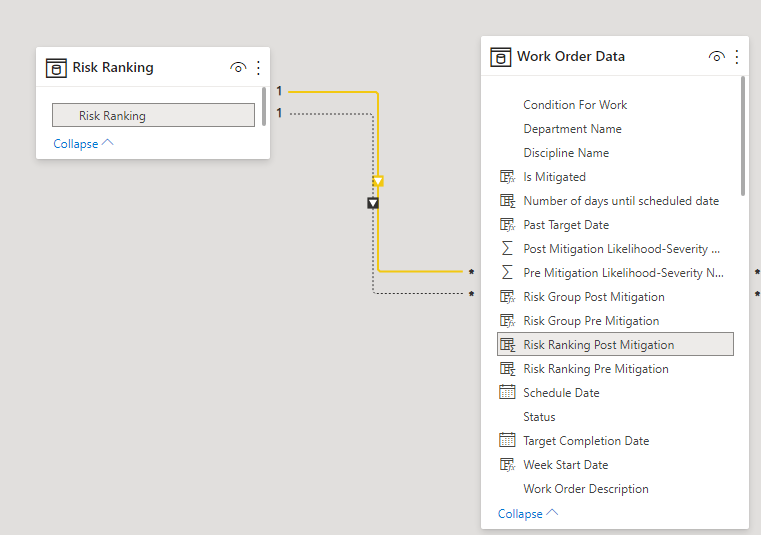 Risk Ranking
1
1
Risk Ranking
Collapse
Work Order Data
Condition For Work
Department Name
Discipline Name
Is Mitigated
Number of days until scheduled date
Past Target Date
Post Mitigation Likelihood-Severity ...
* Pre Mitigation Likelihood-Severity N... *
* Risk Group Post Mitigation *
Risk Group Pre Mitigation
Risk Ranking Post Mitigation
Risk Ranking Pre Mitigation
Schedule Date
Status
Target Completion Date
Week Start Date
Work Order Description
Collapse